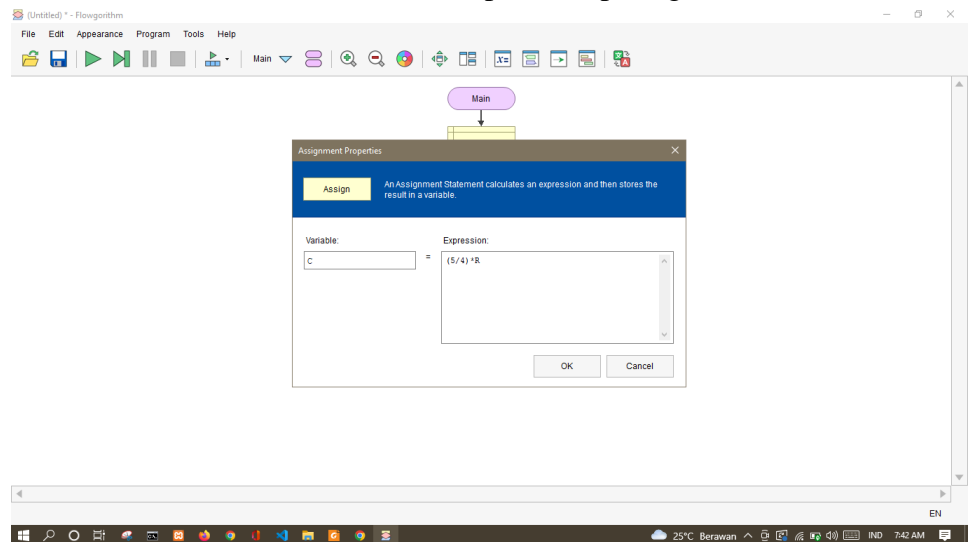 (Untitled) * - Flowgorithm
File Edit Appearance Program Tools Help
Main
X=
Main
Assignment Properties
Assign
An Assignment Statement calculates an expression and then stores the
result in a variable.
Variable:
Expression:
C
=
(5/4)*R
OK
Cancel
EN
25°C Berawan
IND
7:42 AM